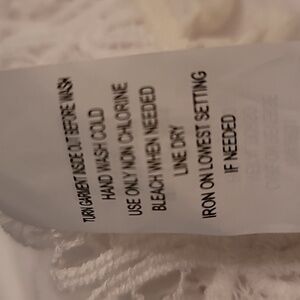 TURN GARMENT INSIDE OUT BEFORE WASH
HAND WASH COLD
USE ONLY NON CHLORINE
BLEACH WHEN NEEDED
LINE DRY
IRON ON LOWEST SETTING
IF NEEDED